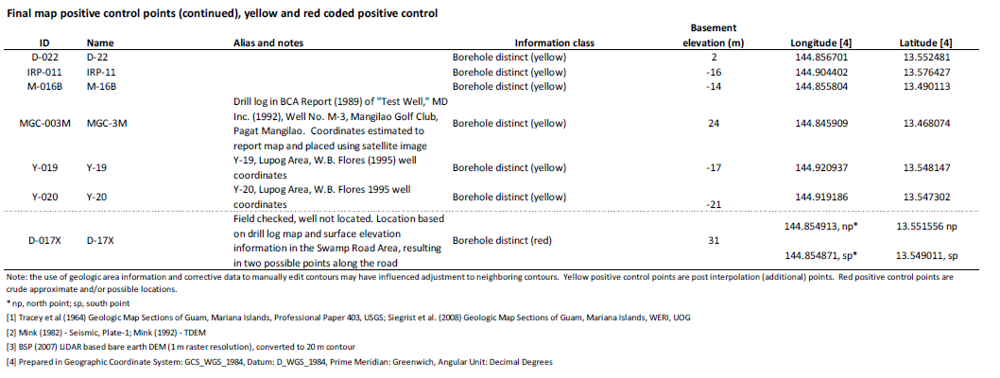 Final map positive control points (continued), yellow and red coded positive control
Basement
ID Name Alias and notes Information class elevation (m) Longitude [4] Latitude [4]
D-022 D-22 Borehole distinct (yellow) 2 144.856701 13.552481
IRP-011 IRP-11 Borehole distinct (yellow) -16 144.904402 13.576427
M-016B M-16B Borehole distinct (yellow) -14 144.855804 13.490113
Drill log in BCA Report (1989) of "Test Well," MD
Inc. (1992), Well No. M-3, Mangilao Golf Club,
MGC-003M MGC-3M Pagat Mangilao. Coordinates estimated to Borehole distinct (yellow) 24 144.845909 13.468074
report map and placed using satellite image
Y-19, Lupog Area, W.B. Flores (1995) well
Y-019 Y-19 coordinates Borehole distinct (yellow) -17 144.920937 13.548147
Y-20, Lupog Area, W.B. Flores 1995 well
Y-020 Y-20 coordinates Borehole distinct (yellow) -21 144.919186 13.547302
Field checked, well not located. Location based 144.854913, np* 13.551556 np
on drill log map and surface elevation
D-017X D-17X information in the Swamp Road Area, resulting Borehole distinct (red) 31
in two possible points along the road 144.854871, sp* 13.549011, sp
Note: the use of geologic area information and corrective data to manually edit contours may have influenced adjustment to neighboring contours. Yellow positive control points are post interpolation (additional) points. Red positive control points are
crude approximate and/or possible locations.
* np, north point; sp, south point
[1] Tracey et al (1964) Geologic Map Sections of Guam, Mariana Islands, Professional Paper 403, USGS; Siegrist et al. (2008) Geologic Map Sections of Guam, Mariana Islands, WERI, UOG
[2] Mink (1982) - Seismic, Plate-1; Mink (1992) - TDEM
[3] BSP (2007) LiDAR based bare earth DEM (1 m raster resolution), converted to 20 m contour
[4] Prepared in Geographic Coordinate System: GCS_WGS_1984, Datum: D_WGS_1984, Prime Meridian: Greenwich, Angular Unit: Decimal Degrees